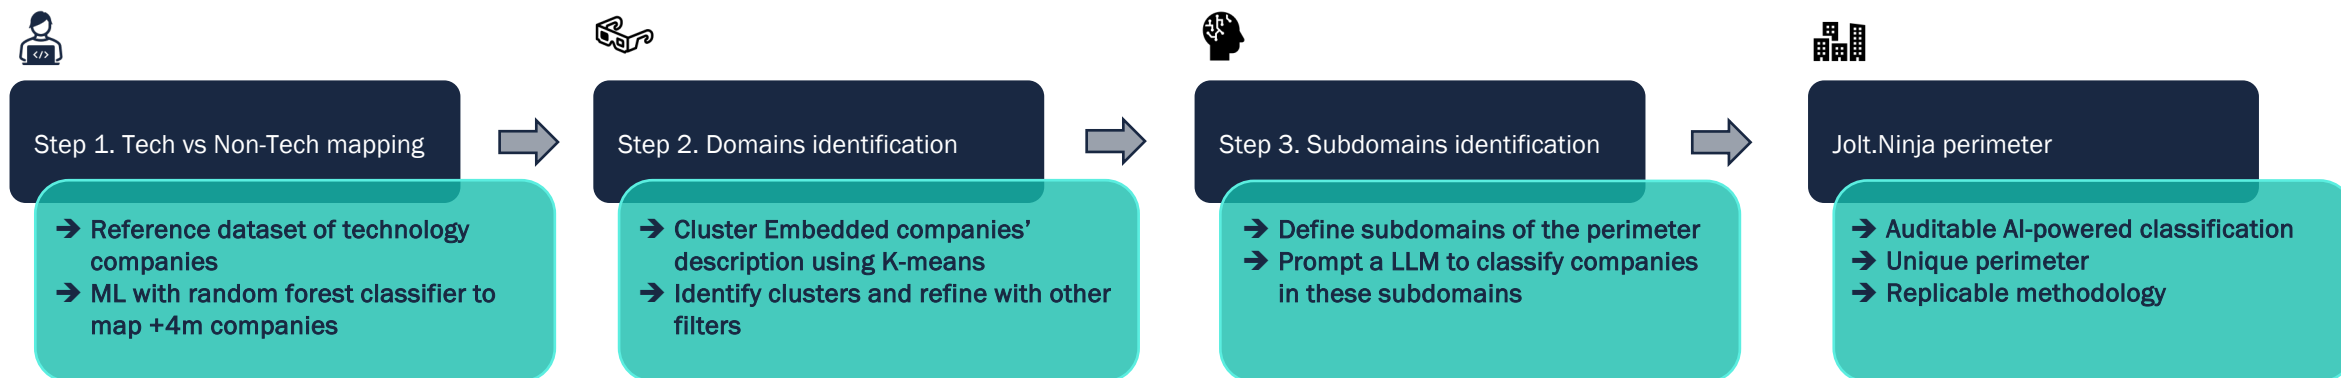 Step 1. Tech vs Non-Tech mapping
➔ Reference dataset of technology
companies
➔ ML with random forest classifier to
map +4m companies
Step 2. Domains identification
➔ Cluster Embedded companies’
description using K-means
➔ Identify clusters and refine with other
filters
Step 3. Subdomains identification
➔ Define subdomains of the perimeter
➔ Prompt a LLM to classify companies
in these subdomains
Jolt.Ninja perimeter
➔ Auditable AI-powered classification
➔ Unique perimeter
➔ Replicable methodology